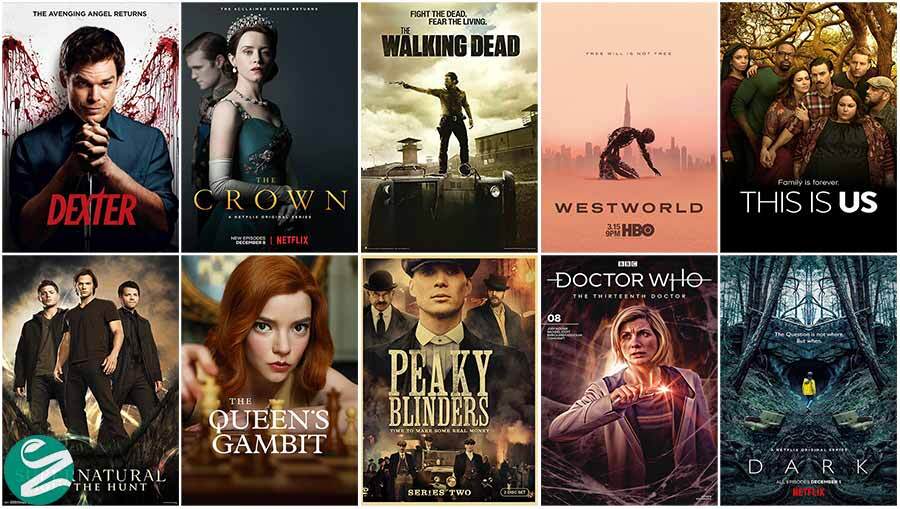 THE AVENGING ANGEL RETURNS
DEXTER
THE ACCLAIMED SERIES RETURNS
THE
CROWN
A NETFLIX ORIGINAL SERIES
NEW EPISODES
DECEMBER 8
NETFLIX
FIGHT THE DEAD.
FEAR THE LIVING.
THE
WALKING DEAD
FREE WILL IS NOT FREE
WESTWORLD
3.15
9PM HBO
Family is forever.
THIS IS US
NATURAL
THE HUNT
THE
QUEEN'S
GAMBIT
PEAKY
BLINDERS
TIME TO MAKE SOME REAL MONEY
SERIES TWO
2 DISC SET
BBC
DOCTOR WHO
THE THIRTEENTH DOCTOR
08
The Question is not where.
But when.
A NETFLIX ORIGINAL SERIES
DARK
ALL EPISODES DECEMBER 1
NETFLIX